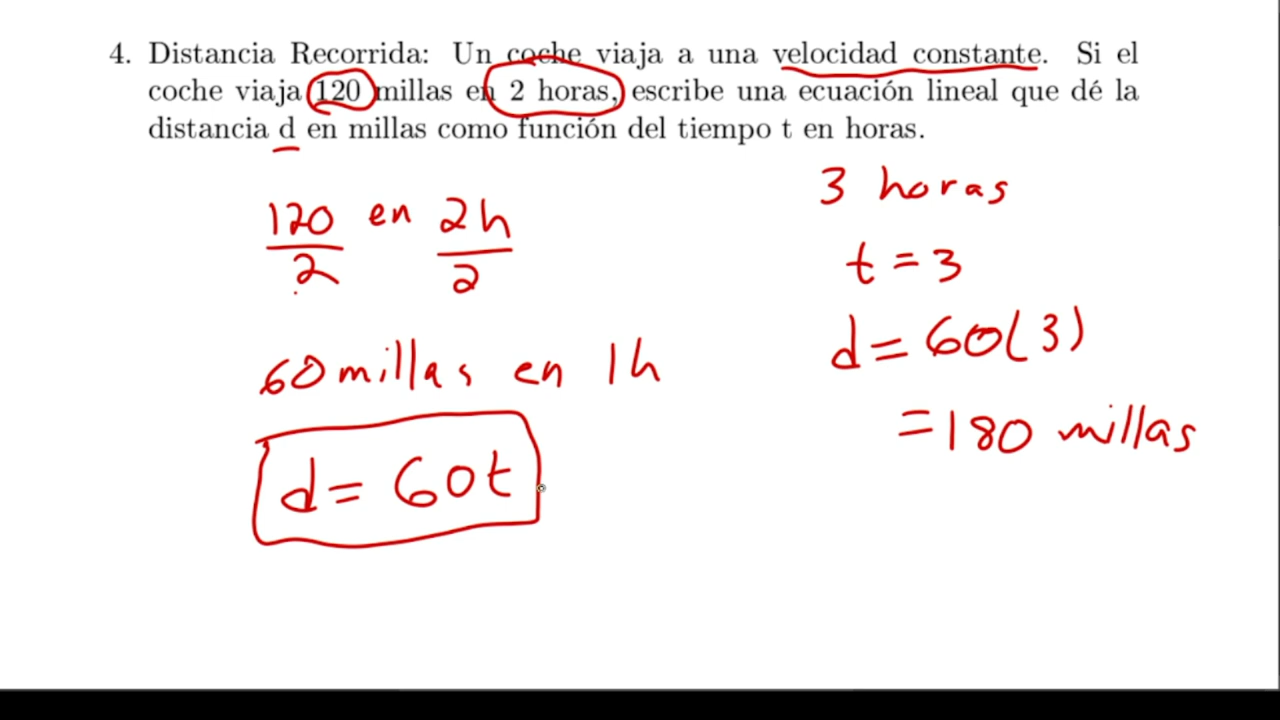 4. Distancia Recorrida: Un coche viaja a una velocidad constante. Si el
coche viaja 120 millas en 2 horas, escribe una ecuación lineal que dé la
distancia d en millas como función del tiempo t en horas.
120 en 2h
2 2
60 millas en 1h
d = 60t
3 horas
t = 3
d = 60(3)
= 180 millas